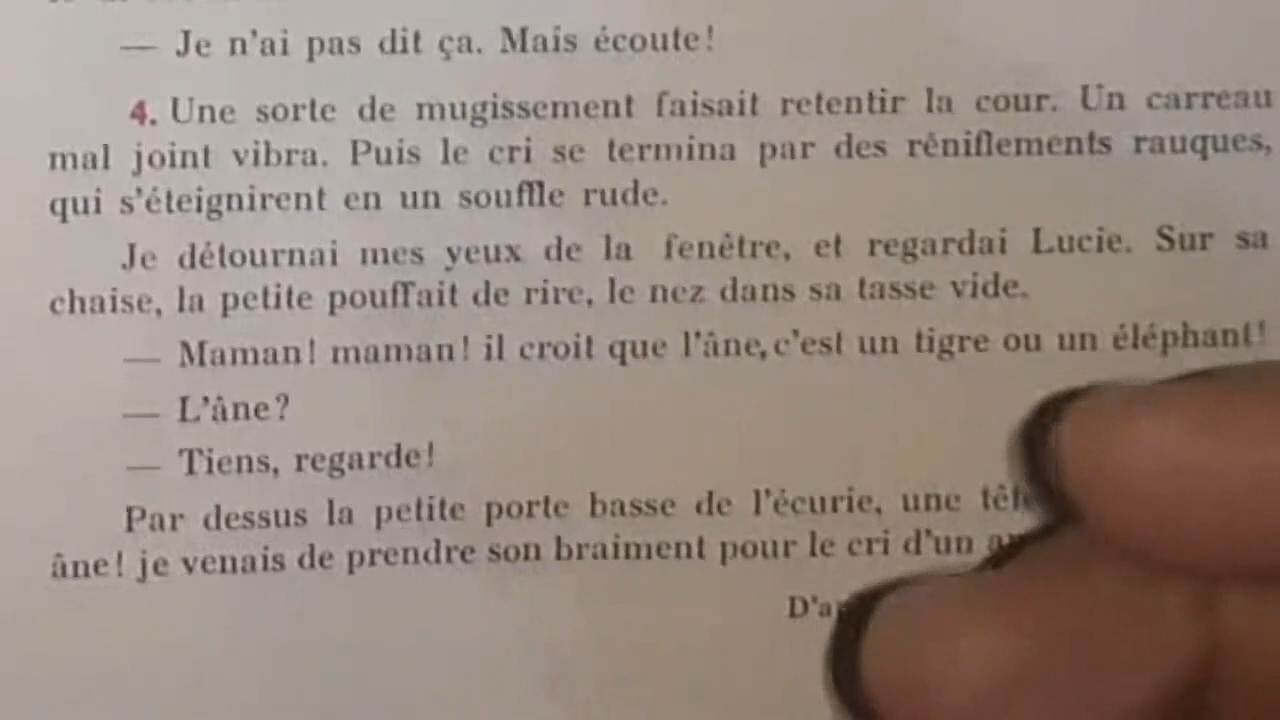 — Je n'ai pas dit ça. Mais écoute!
4. Une sorte de mugissement faisait retentir la cour. Un carreau
mal joint vibra. Puis le cri se termina par des réniflements rauques,
qui s'éteignirent en un souffle rude.
Je détournai mes yeux de la fenêtre, et regardai Lucie. Sur sa
chaise, la petite pouffait de rire, le nez dans sa tasse vide.
— Maman! maman! il croit que l'âne, c'est un tigre ou un éléphant!
— L'âne?
— Tiens, regarde!
Par dessus la petite porte basse de l'écurie, une
âne! je venais de prendre son braiment pour le cri d'un